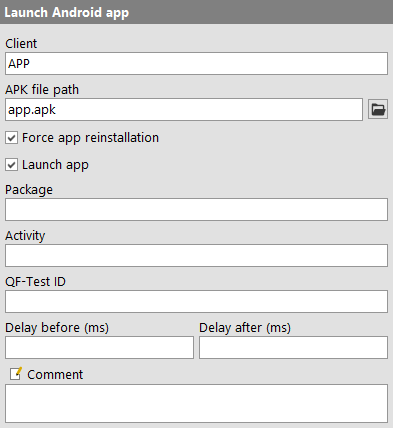 Launch Android app
Client
APP
APK file path
app.apk
Force app reinstallation
Launch app
Package
Activity
QF-Test ID
Delay before (ms) Delay after (ms)
Comment